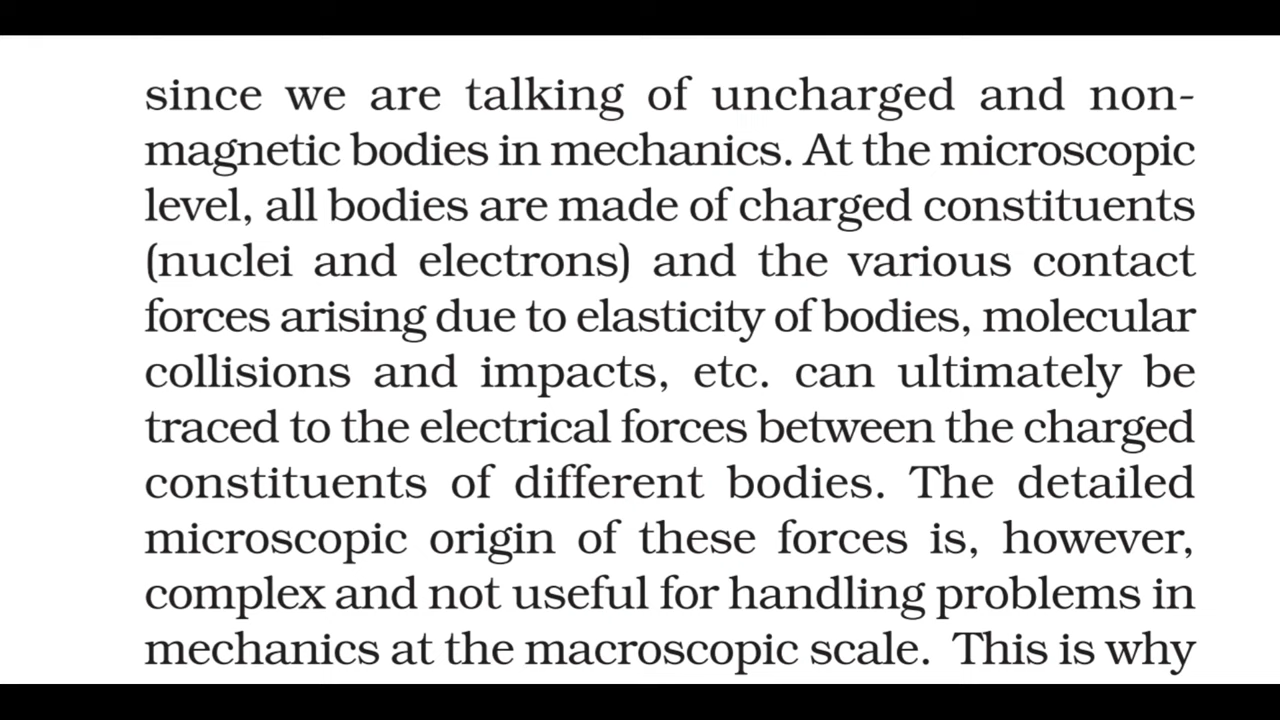 since we are talking of uncharged and non-
magnetic bodies in mechanics. At the microscopic
level, all bodies are made of charged constituents
(nuclei and electrons) and the various contact
forces arising due to elasticity of bodies, molecular
collisions and impacts, etc. can ultimately be
traced to the electrical forces between the charged
constituents of different bodies. The detailed
microscopic origin of these forces is, however,
complex and not useful for handling problems in
mechanics at the macroscopic scale. This is why